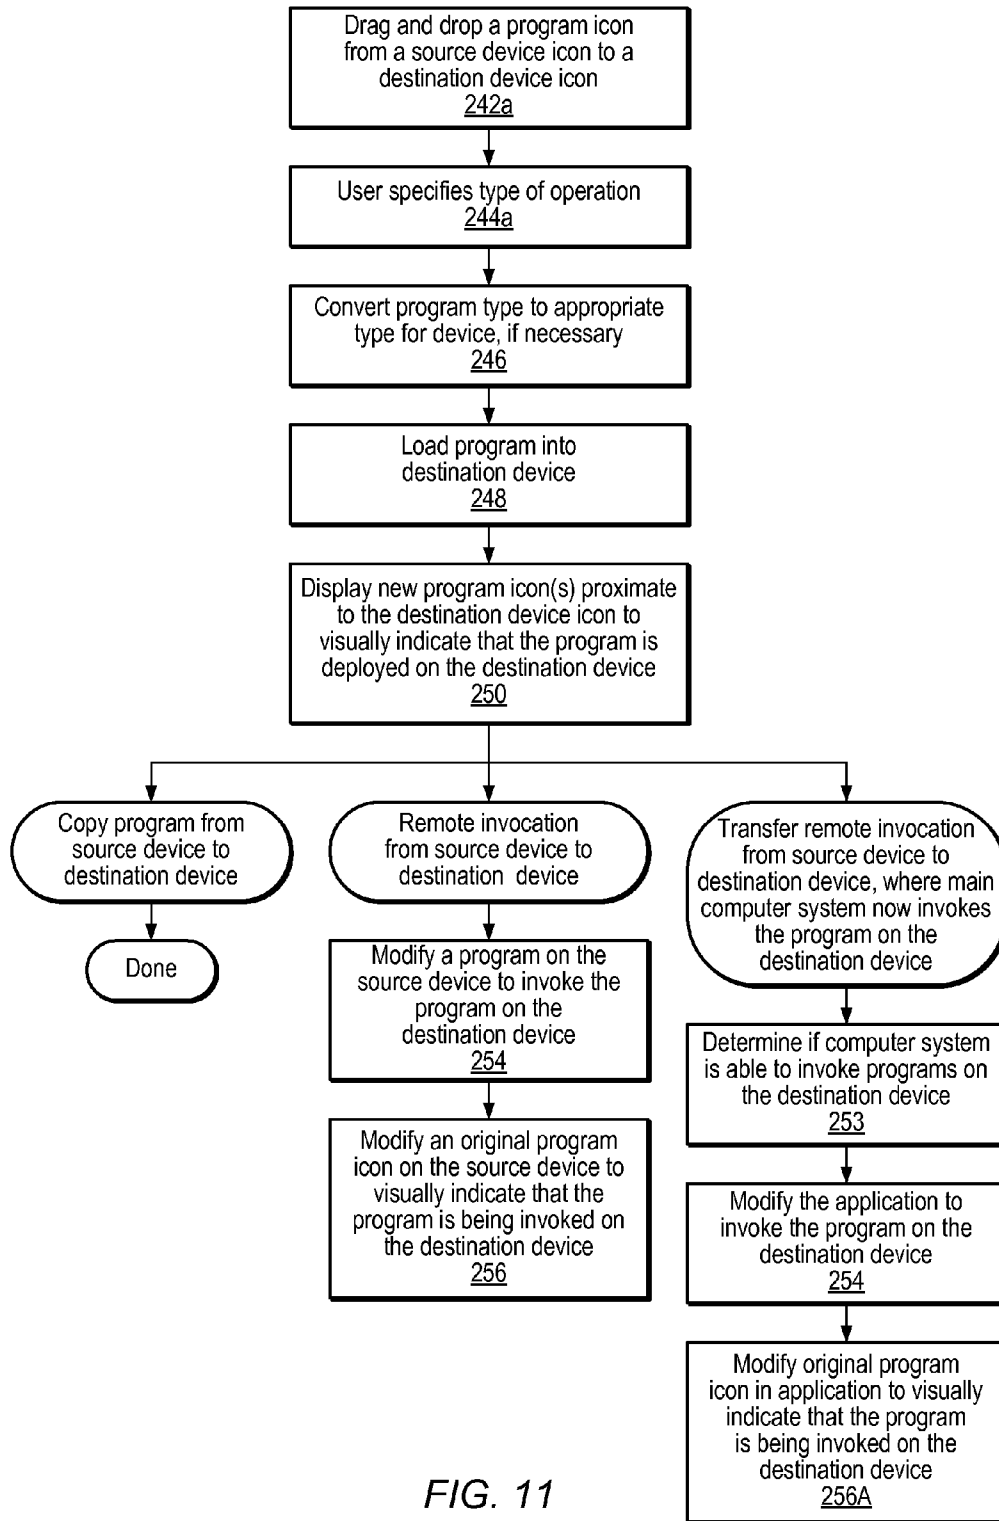 Drag and drop a program icon
from a source device icon to a
destination device icon
242a
User specifies type of operation
244a
Convert program type to appropriate
type for device, if necessary
246
Load program into
destination device
248
Display new program icon(s) proximate
to the destination device icon to
visually indicate that the program is
deployed on the destination device
250
Copy program from
source device to
destination device
Done
Remote invocation
from source device to
destination device
Modify a program on the
source device to invoke the
program on the
destination device
254
Modify an original program
icon on the source device to
visually indicate that the
program is being invoked on
the destination device
256
Transfer remote invocation
from source device to
destination device, where main
computer system now invokes
the program on the
destination device
Determine if computer system
is able to invoke programs on
the destination device
253
Modify the application to
invoke the program on the
destination device
254
Modify original program
icon in application to visually
indicate that the program
is being invoked on the
destination device
256A
FIG. 11